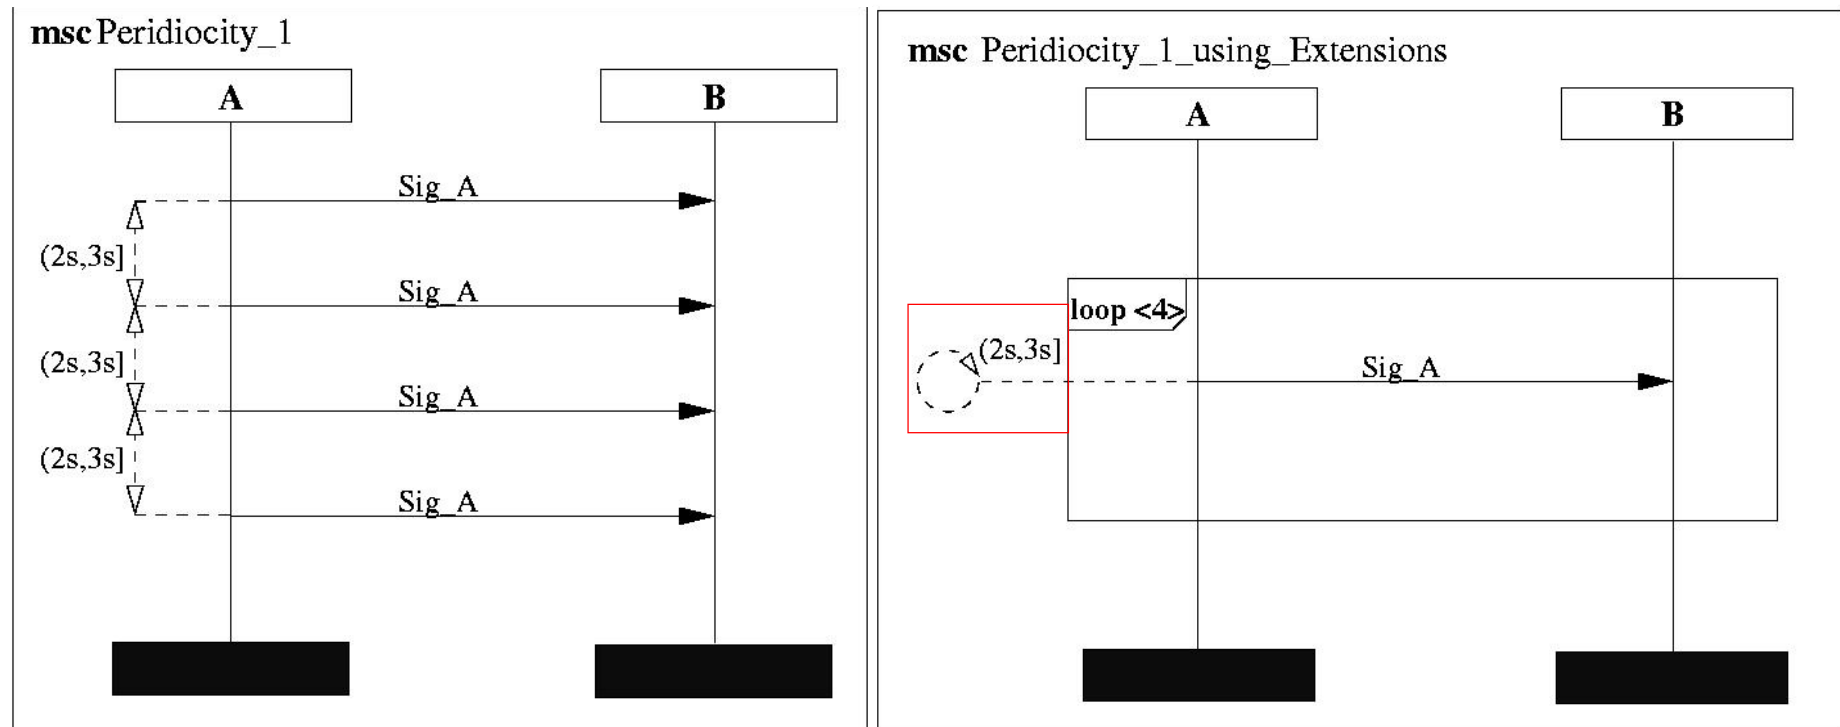 msc Peridiocity_1
A
B
Sig_A
(2s,3s]
Sig_A
(2s,3s]
Sig_A
(2s,3s]
Sig_A
msc Peridiocity_1_using_Extensions
A
B
loop <4>
(2s,3s]
Sig_A